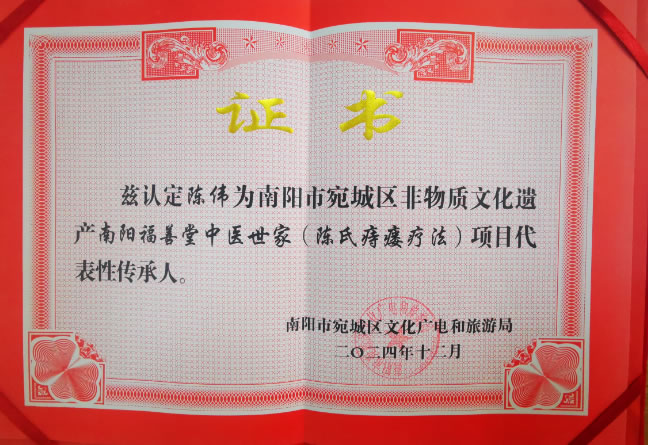 证书
兹认定陈伟为南阳市宛城区非物质文化遗
产南阳福善堂中医世家（陈氏痔瘘疗法）项目代
表性传承人。
南阳市宛城区文化广电和旅游局
二〇二四年十二月